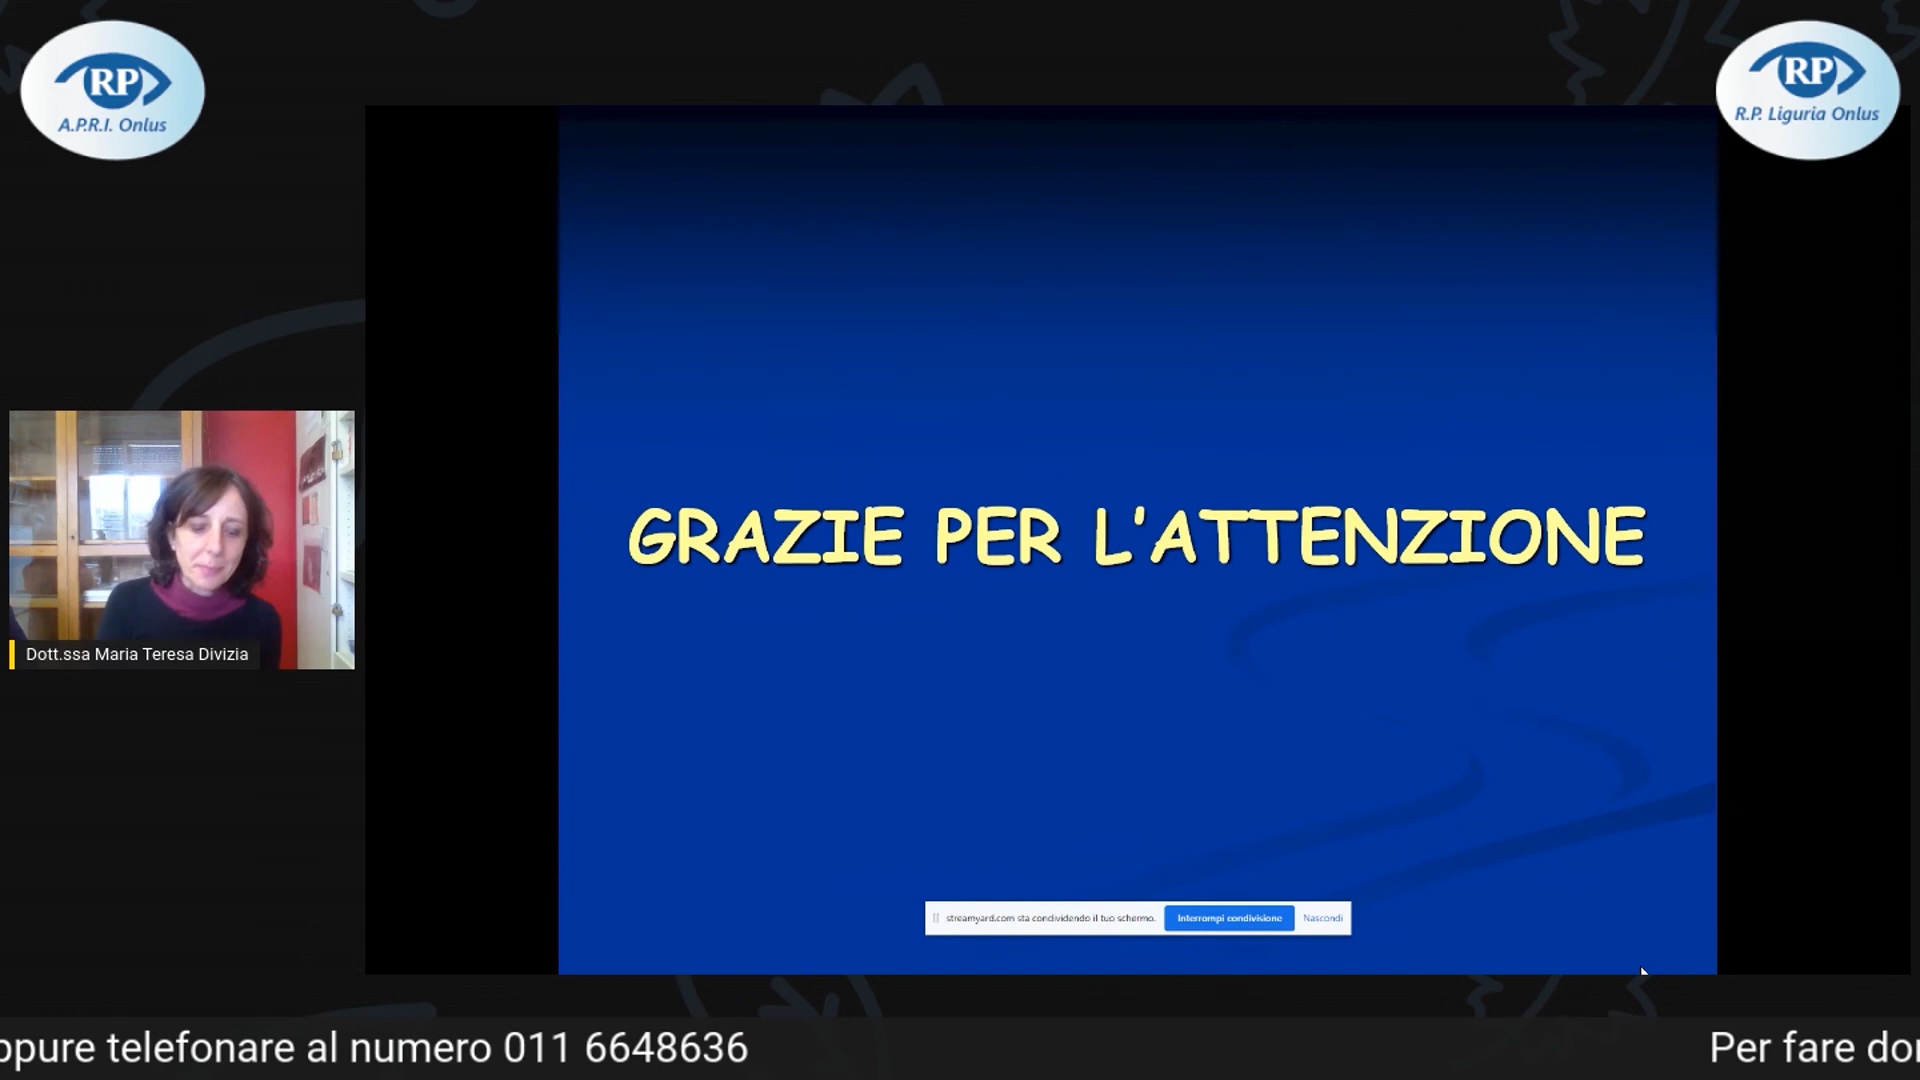 RP
A.P.R.I. Onlus
RP
R.P. Liguria Onlus
GRAZIE PER L'ATTENZIONE
Dott.ssa Maria Teresa Divizia
streamyard.com sta condividendo il tuo schermo.
Interrompi condivisione
Nascondi
oppure telefonare al numero 011 6648636
Per fare